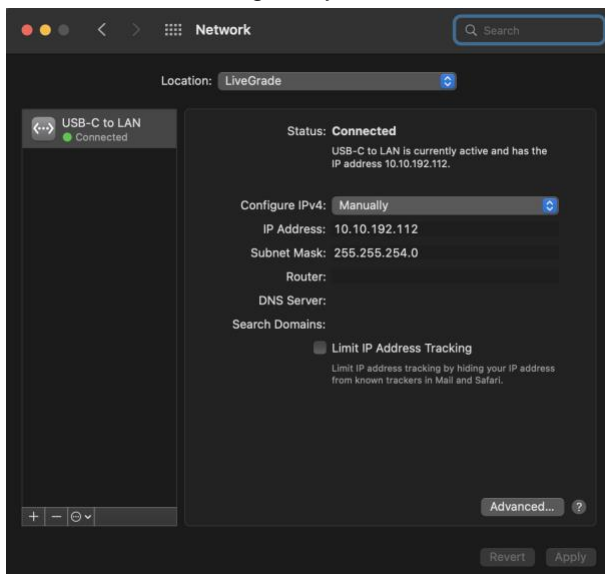 Network
Search
Location: LiveGrade
USB-C to LAN
Connected
Status: Connected
USB-C to LAN is currently active and has the
IP address 10.10.192.112.
Configure IPv4: Manually
IP Address: 10.10.192.112
Subnet Mask: 255.255.254.0
Router:
DNS Server:
Search Domains:
Limit IP Address Tracking
Limit IP address tracking by hiding your IP address
from known trackers in Mail and Safari.
Advanced... ?
Revert Apply